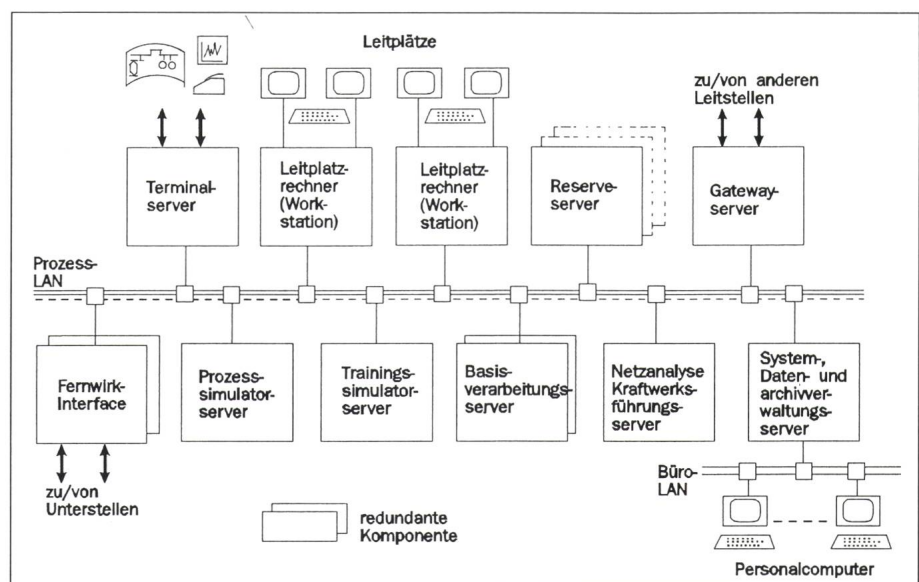 Leitplätze
zu/von anderen
Leitstellen
Terminal-
server
Leitplatz-
rechner
(Work-
station)
Leitplatz-
rechner
(Work-
station)
Reserve-
server
Gateway-
server
Prozess-
LAN
Fernwirk-
Interface
Prozess-
simulator-
server
Trainings-
simulator-
server
Basis-
verarbeitungs-
server
Netzanalyse
Kraftwerks-
führungs-
server
System-,
Daten- und
archivver-
waltungs-
server
zu/von
Unterstellen
Büro-
LAN
redundante
Komponente
Personalcomputer